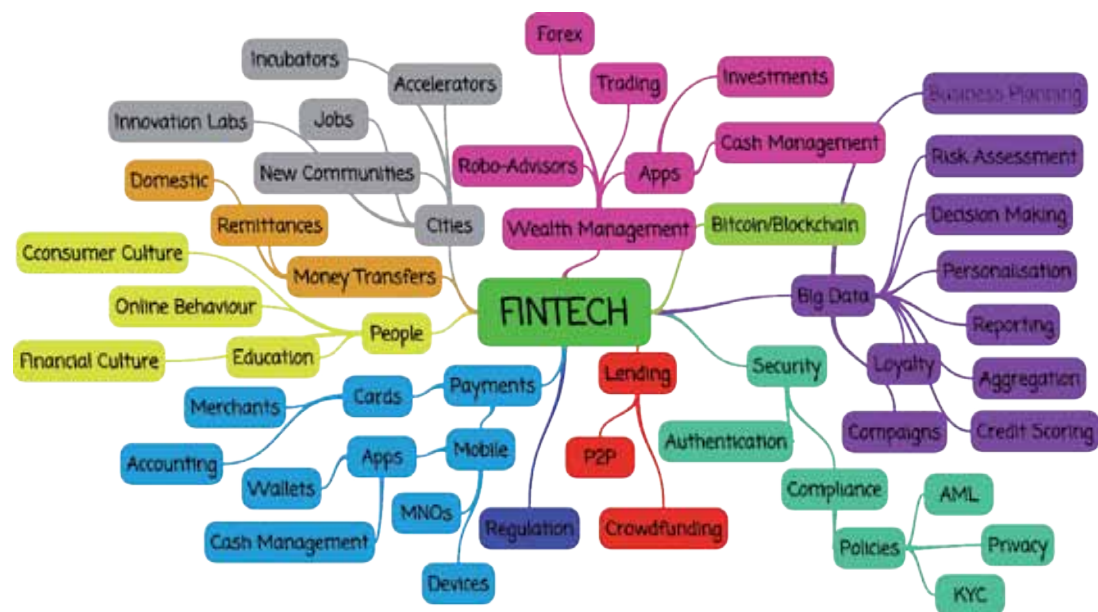 Forex
Incubators
Accelerators
Trading
Investments
Business Planning
Innovation Labs
Jobs
Cash Management
Risk Assessment
Robo-Advisors
Apps
New Communities
Domestic
Decision Making
Remittances
Cities
Wealth Management
Bitcoin/Blockchain
Cconsumer Culture
Money Transfers
Personalisation
Big Data
Online Behaviour
FINTECH
Reporting
People
Financial Culture
Education
Lending
Security
Loyalty
Aggregation
Payments
Cards
Merchants
Compaigns
Credit Scoring
Authentication
Mobile
Apps
P2P
Accounting
Wallets
Compliance
AML
MNOs
Regulation
Crowdfunding
Cash Management
Policies
Privacy
Devices
KYC